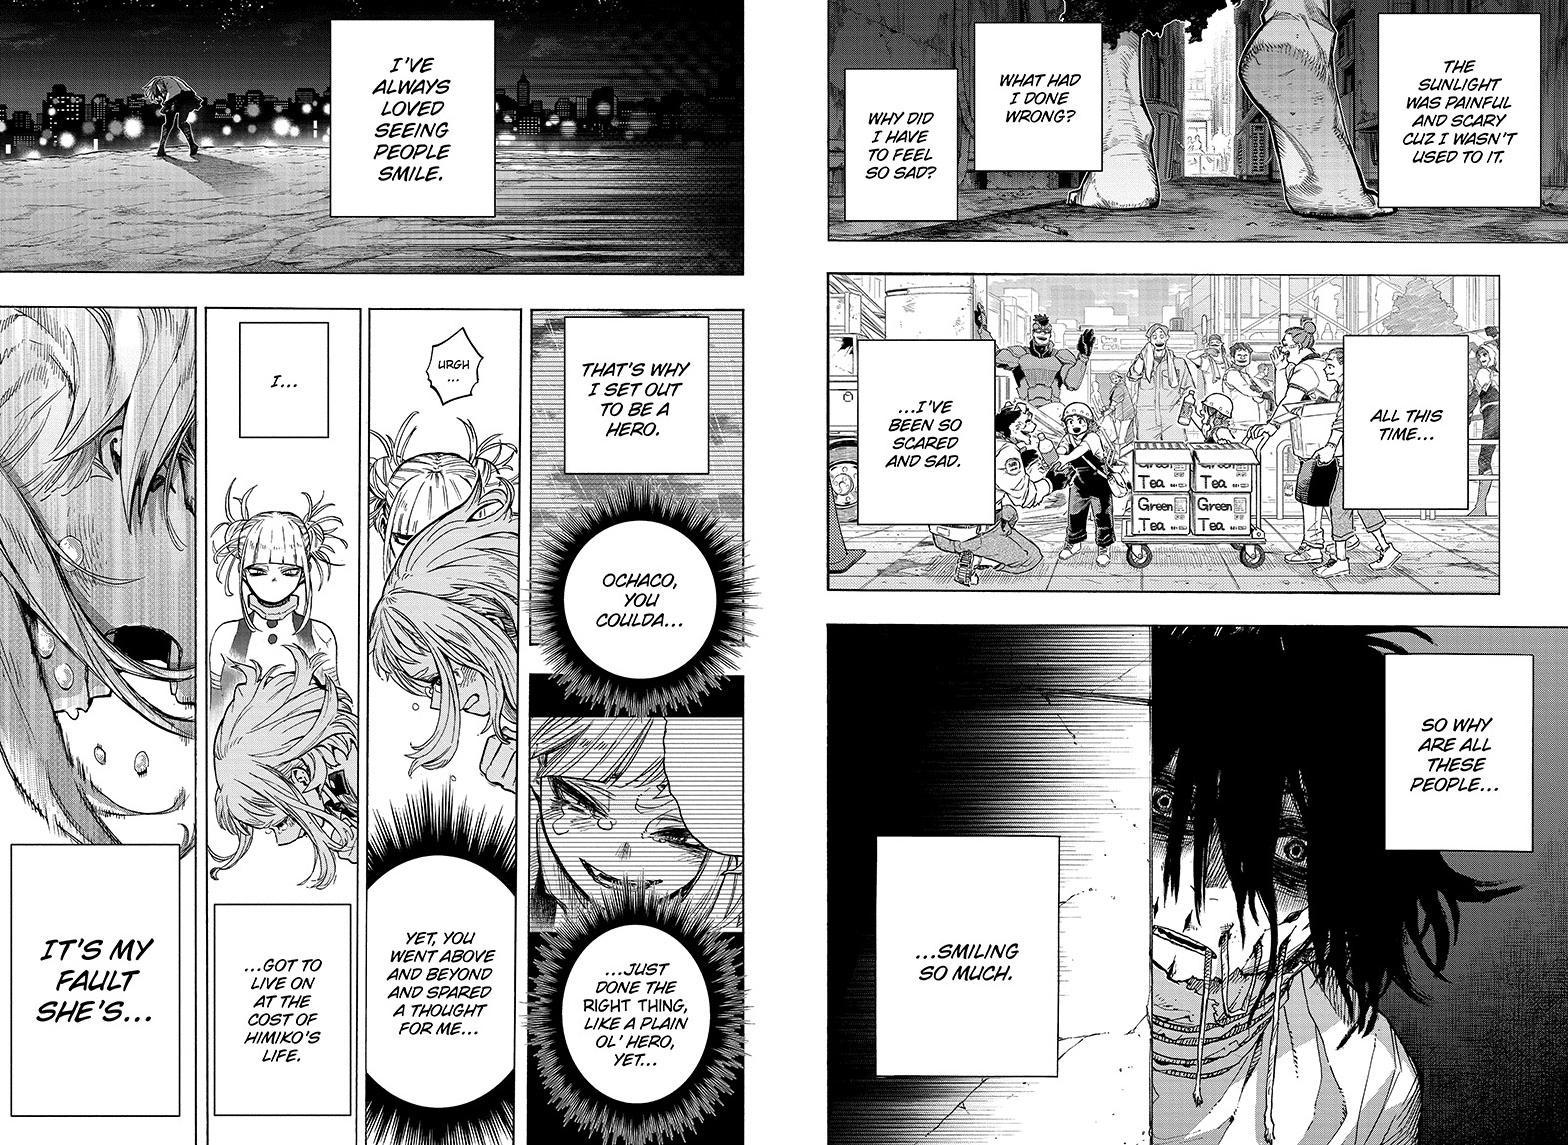 THE
SUNLIGHT
WAS PAINFUL
AND SCARY
CUZ I WASN'T
USED TO IT.
WHAT HAD
I DONE
WRONG?
WHY DID
I HAVE
TO FEEL
SO SAD?
ALL THIS
TIME...
...I'VE
BEEN SO
SCARED
AND SAD.
Green
Tea
Green
Tea
Green
Tea
Green
Tea
SO WHY
ARE ALL
THESE
PEOPLE...
...SMILING
SO MUCH.
I'VE
ALWAYS
LOVED
SEEING
PEOPLE
SMILE.
THAT'S WHY
I SET OUT
TO BE A
HERO.
OCHACO,
YOU
COULDA...
...JUST
DONE THE
RIGHT THING,
LIKE A PLAIN
OL' HERO,
YET...
URGH
...
YET, YOU
WENT ABOVE
AND BEYOND
AND SPARED
A THOUGHT
FOR ME...
I...
...GOT TO
LIVE ON
AT THE
COST OF
HIMIKO'S
LIFE.
IT'S MY
FAULT
SHE'S...